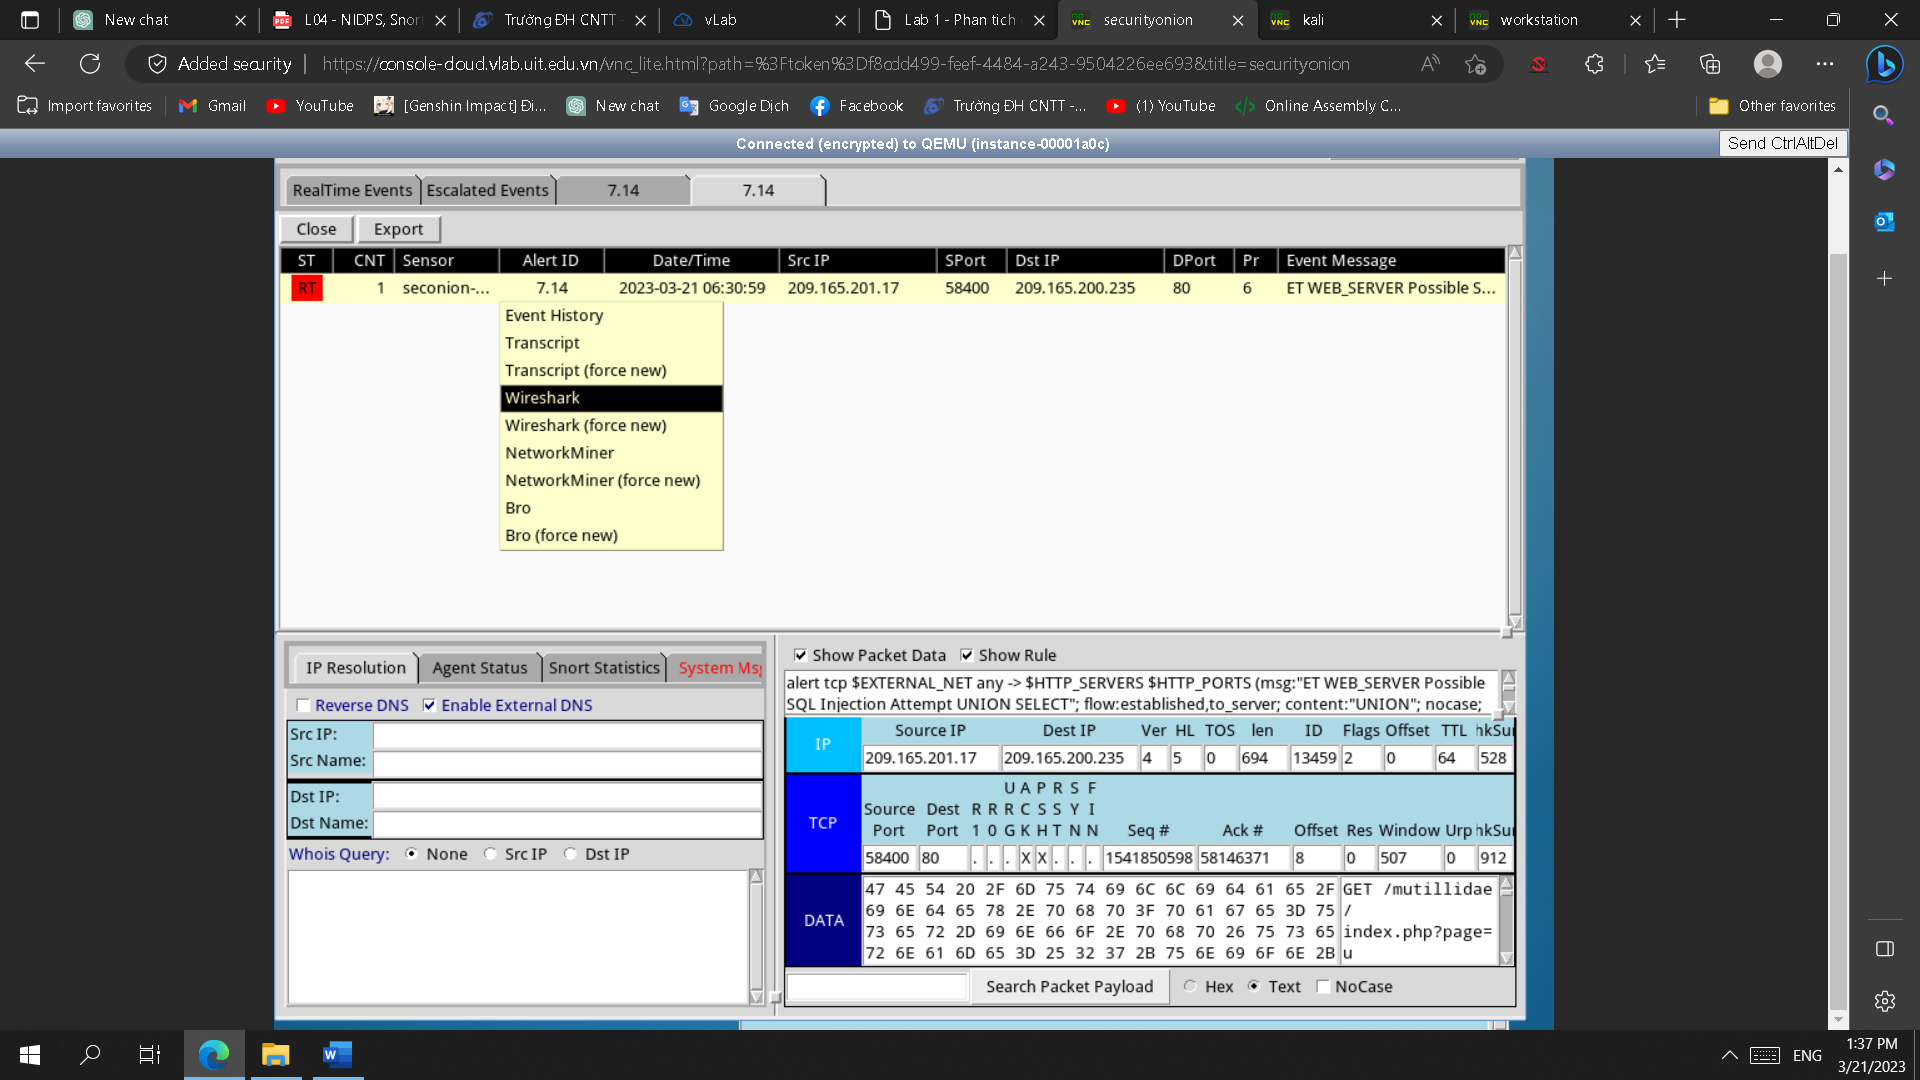 New chat
L04 - NIDPS, Snort
Trường ĐH CNTT -
vLab
Lab 1 - Phan tich
securityonion
kali
workstation
Added security
https://console-cloud.vlab.uit.edu.vn/vnc_lite.html?path=%3Ftoken%3Df8cdd499-feef-4484-a243-9504226ee693&title=securityonion
Import favorites
Gmail
YouTube
[Genshin Impact] Đi...
New chat
Google Dịch
Facebook
Trường ĐH CNTT -...
(1) YouTube
Online Assembly C...
Other favorites
Connected (encrypted) to QEMU (instance-00001a0c)
Send CtrlAltDel
RealTime Events Escalated Events 7.14 7.14
Close Export
ST CNT Sensor Alert ID Date/Time Src IP SPort Dst IP DPort Pr Event Message
RT 1 seconion-... 7.14 2023-03-21 06:30:59 209.165.201.17 58400 209.165.200.235 80 6 ET WEB_SERVER Possible S...
Event History
Transcript
Transcript (force new)
Wireshark
Wireshark (force new)
NetworkMiner
NetworkMiner (force new)
Bro
Bro (force new)
IP Resolution Agent Status Snort Statistics System Msg
Reverse DNS Enable External DNS
Src IP:
Src Name:
Dst IP:
Dst Name:
Whois Query: None Src IP Dst IP
Show Packet Data Show Rule
alert tcp $EXTERNAL_NET any -> $HTTP_SERVERS $HTTP_PORTS (msg:"ET WEB_SERVER Possible
SQL Injection Attempt UNION SELECT"; flow:established,to_server; content:"UNION"; nocase;
IP
Source IP Dest IP Ver HL TOS len ID Flags Offset TTL hkSum
209.165.201.17 209.165.200.235 4 5 0 694 13459 2 0 64 528
TCP
U A P R S F
Source Dest R R R C S S Y I
Port Port 1 0 G K H T N N Seq # Ack # Offset Res Window Urp hkSum
58400 80 . . . X X . . . 1541850598 58146371 8 0 507 0 912
DATA
47 45 54 20 2F 6D 75 74 69 6C 6C 69 64 61 65 2F
69 6E 64 65 78 2E 70 68 70 3F 70 61 67 65 3D 75
73 65 72 2D 69 6E 66 6F 2E 70 68 70 26 75 73 65
72 6E 61 6D 65 3D 25 32 37 2B 75 6E 69 6F 6E 2B
GET /mutillidae
/
index.php?page=
u
Search Packet Payload Hex Text NoCase
ENG
1:37 PM
3/21/2023